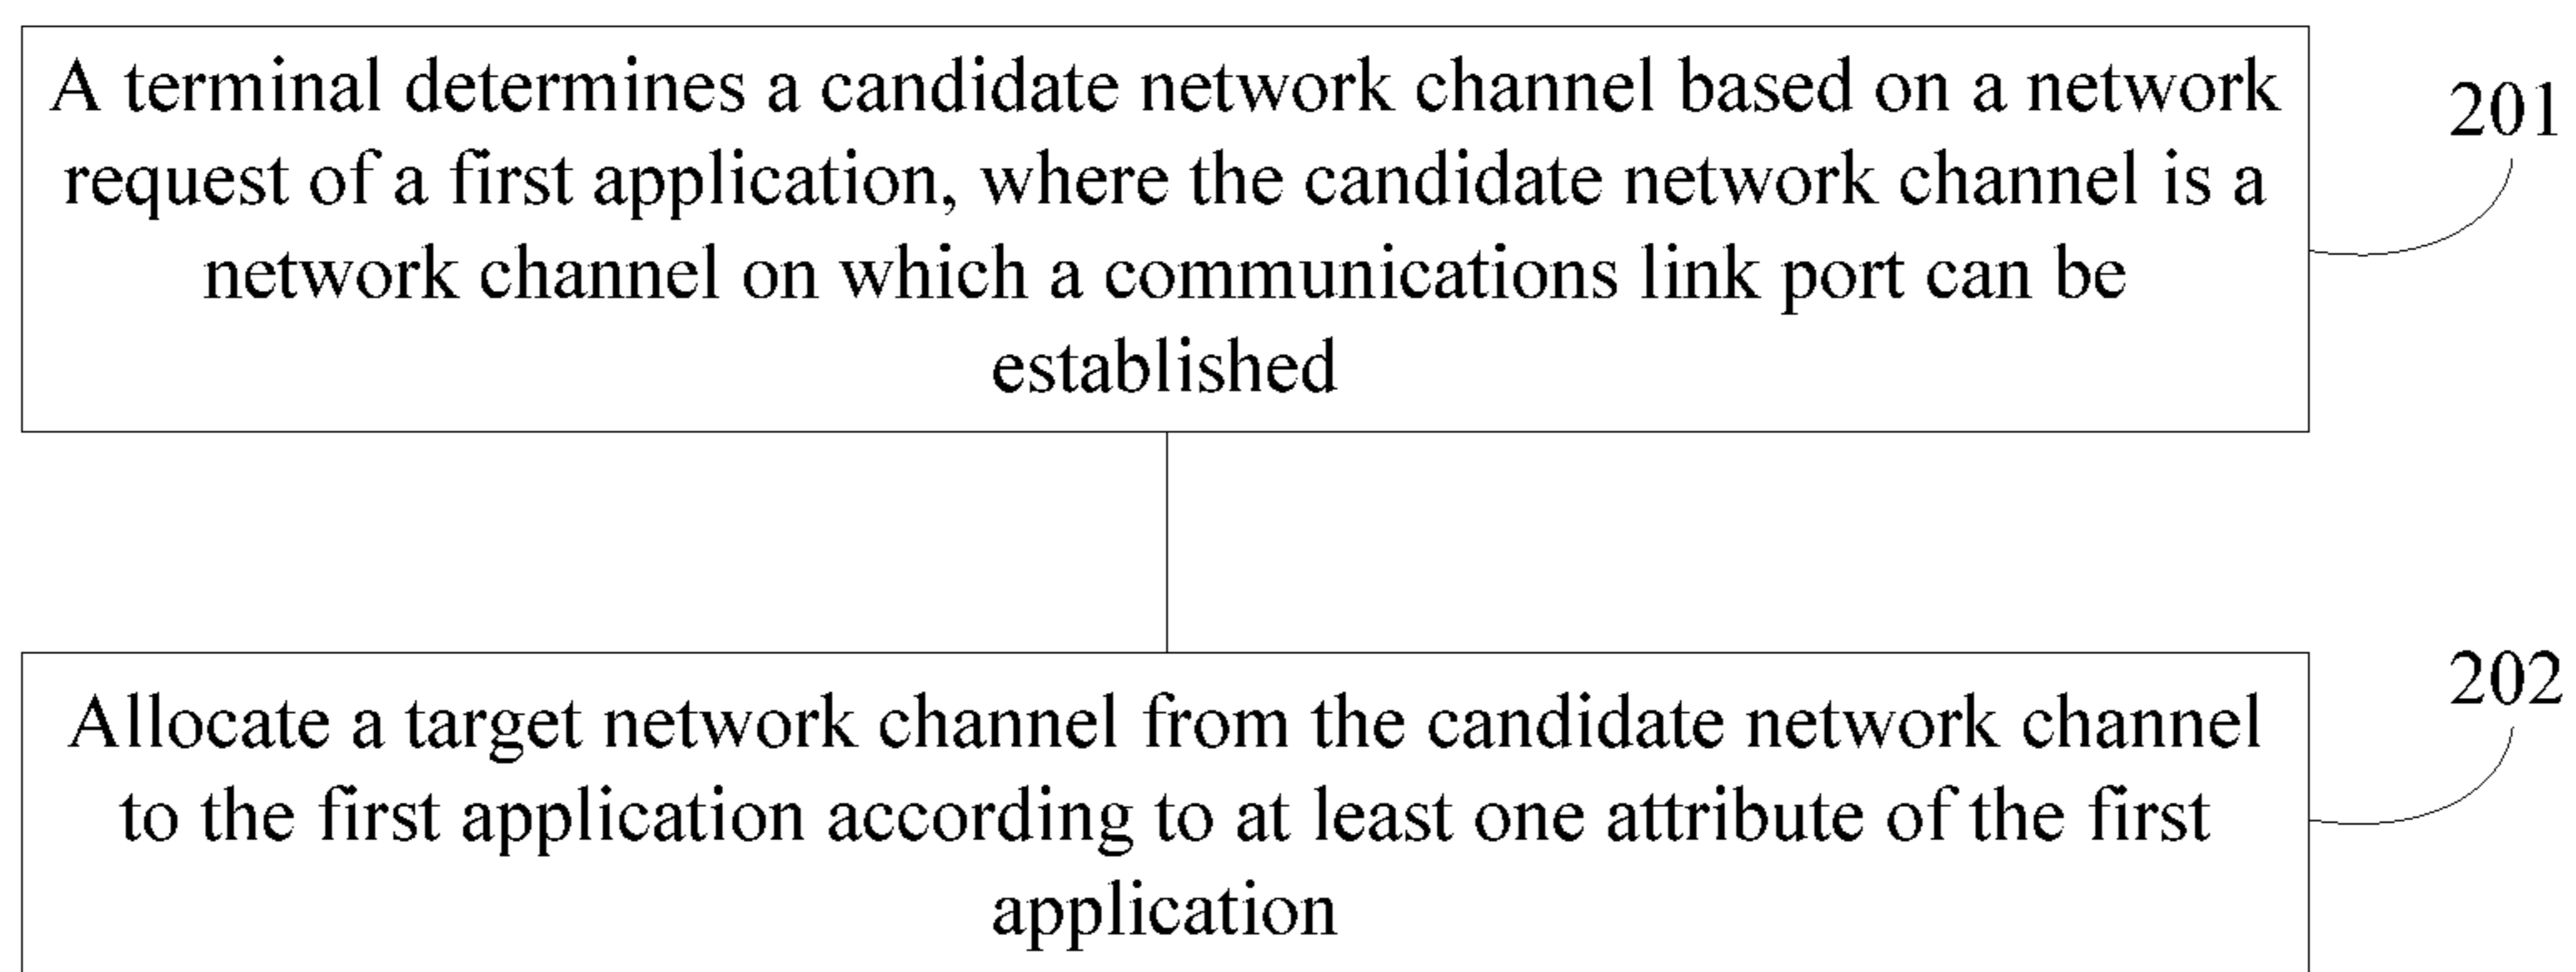 A terminal determines a candidate network channel based on a network
request of a first application, where the candidate network channel is a
network channel on which a communications link port can be
established
201
Allocate a target network channel from the candidate network channel
to the first application according to at least one attribute of the first
application
202